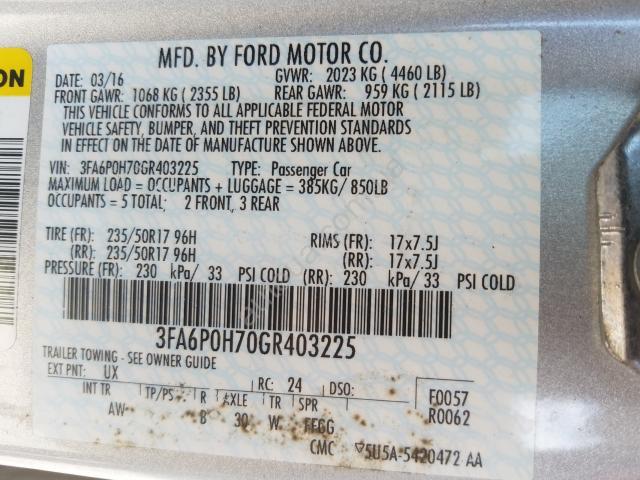 ON
MFD. BY FORD MOTOR CO.
DATE: 03/16 GVWR: 2023 KG ( 4460 LB)
FRONT GAWR: 1068 KG ( 2355 LB) REAR GAWR: 959 KG ( 2115 LB)
THIS VEHICLE CONFORMS TO ALL APPLICABLE FEDERAL MOTOR
VEHICLE SAFETY, BUMPER, AND THEFT PREVENTION STANDARDS
IN EFFECT ON THE DATE OF MANUFACTURE SHOWN ABOVE.
VIN: 3FA6P0H70GR403225 TYPE: Passenger Car
MAXIMUM LOAD = OCCUPANTS + LUGGAGE = 385KG/ 850LB
OCCUPANTS = 5 TOTAL; 2 FRONT, 3 REAR
TIRE (FR): 235/50R17 96H RIMS (FR): 17x7.5J
(RR): 235/50R17 96H (RR): 17x7.5J
PRESSURE (FR): 230 kPa/ 33 PSI COLD (RR): 230 kPa/ 33 PSI COLD
3FA6P0H70GR403225
TRAILER TOWING - SEE OWNER GUIDE
EXT PNT: UX RC: 24 DSO: F0057
INT TR TP/PS R AXLE TR SPR R0062
AW B 30 W FEGG
CMC ▽5U5A-5420472 AA